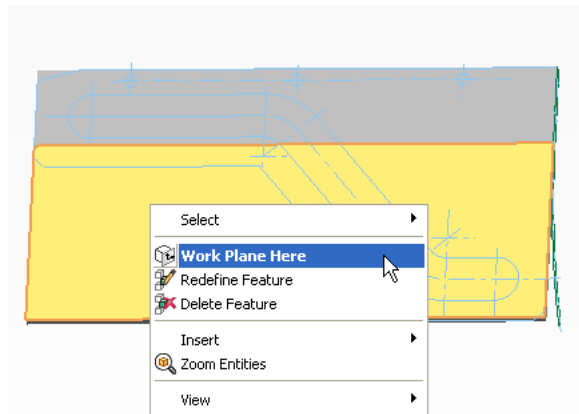 Select
Work Plane Here
Redefine Feature
Delete Feature
Insert
Zoom Entities
View